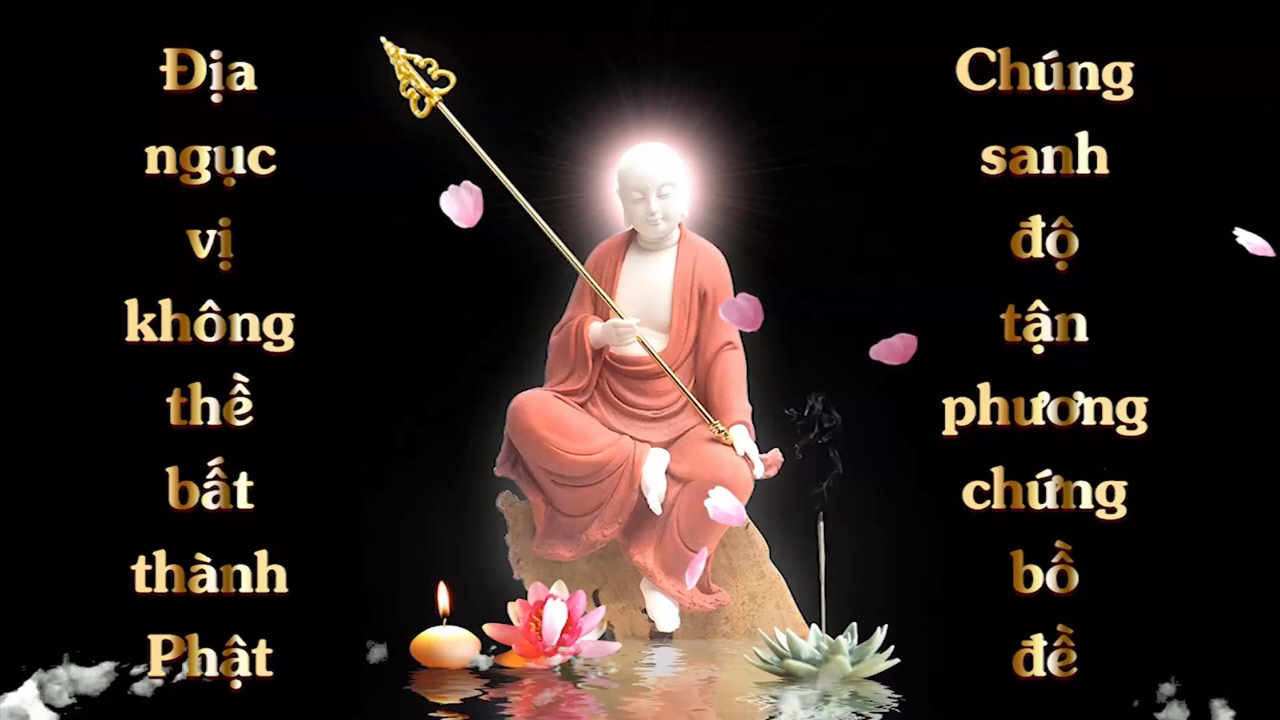 Địa
ngục
vị
không
thề
bất
thành
Phật
Chúng
sanh
độ
tận
phương
chứng
bồ
đề